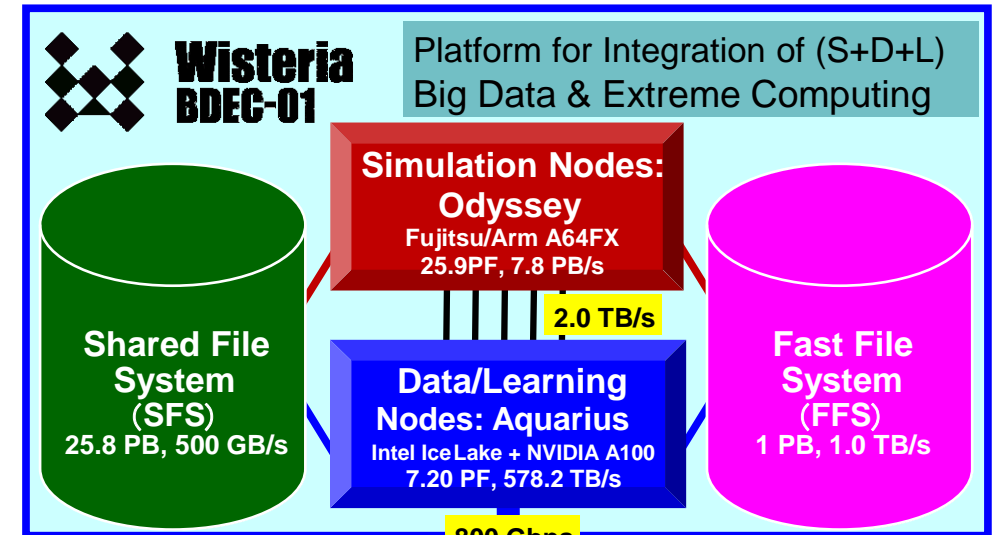 Wisteria
BDEC-01
Platform for Integration of (S+D+L)
Big Data & Extreme Computing
Simulation Nodes:
Odyssey
Fujitsu/Arm A64FX
25.9PF, 7.8 PB/s
2.0 TB/s
Shared File
System
(SFS)
25.8 PB, 500 GB/s
Data/Learning
Nodes: Aquarius
Intel IceLake + NVIDIA A100
7.20 PF, 578.2 TB/s
Fast File
System
(FFS)
1 PB, 1.0 TB/s
800 Gbps